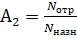 A₂ = Nотр / Nназн